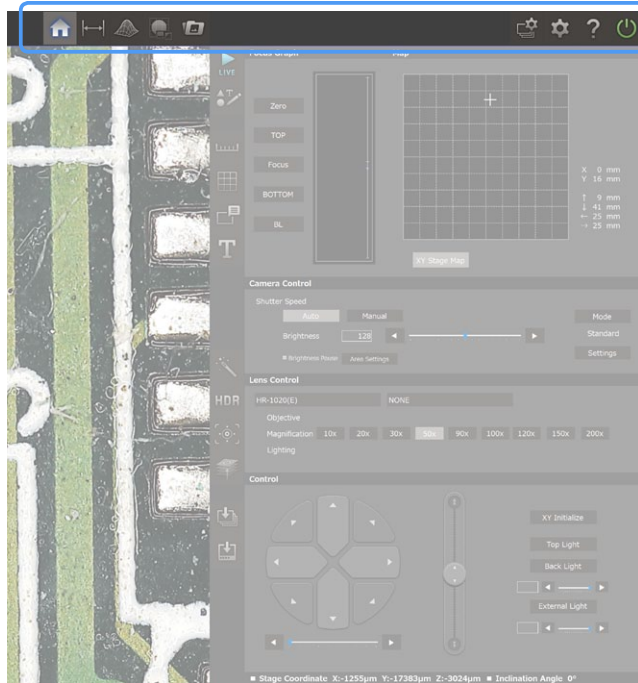 ?
LIVE
Focus Graph
Map
Zero
TOP
Focus
BOTTOM
BL
X 0 mm
Y 16 mm
↑ 9 mm
↓ 41 mm
← 25 mm
→ 25 mm
XY Stage Map
T
Camera Control
Shutter Speed
Auto Manual
Mode
Brightness 128
Standard
Brightness Pause Area Settings
Settings
Lens Control
HDR
HR-1020(E) NONE
Objective
Magnification 10x 20x 30x 50x 90x 100x 120x 150x 200x
Lighting
Control
XY Initialize
Top Light
Back Light
External Light
■ Stage Coordinate X:-1255μm Y:-17383μm Z:-3024μm ■ Inclination Angle 0°